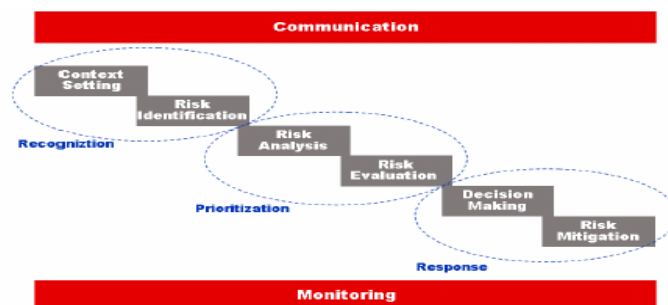 Communication
Context
Setting
Risk
Identification
Recogniztion
Risk
Analysis
Risk
Evaluation
Prioritization
Decision
Making
Risk
Mitigation
Response
Monitoring